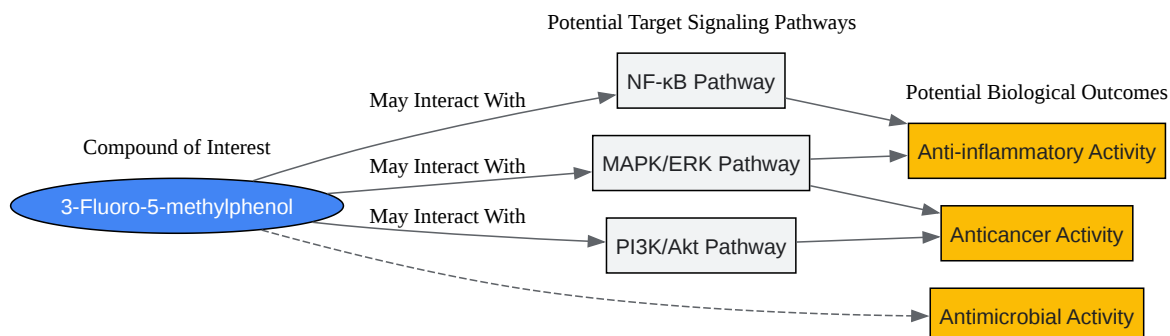 Potential Target Signaling Pathways
NF-κB Pathway
Potential Biological Outcomes
May Interact With
Compound of Interest
Anti-inflammatory Activity
MAPK/ERK Pathway
May Interact With
3-Fluoro-5-methylphenol
May Interact With
Anticancer Activity
PI3K/Akt Pathway
Antimicrobial Activity